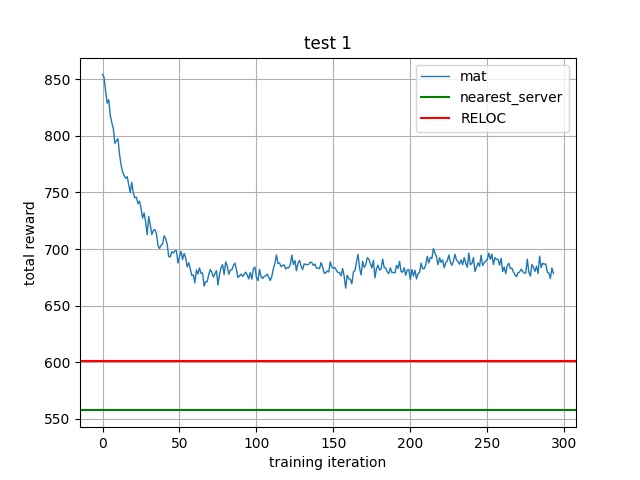 test 1
mat
nearest_server
RELOC
total reward
850
800
750
700
650
600
550
0 50 100 150 200 250 300
training iteration